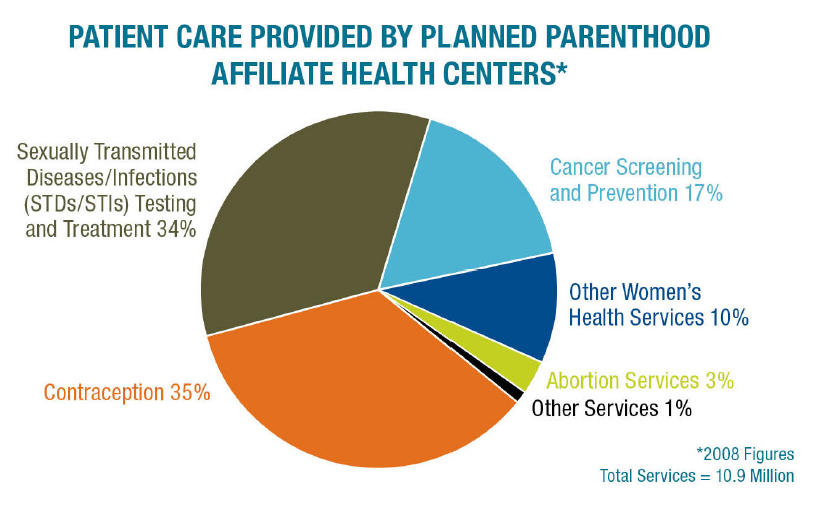 PATIENT CARE PROVIDED BY PLANNED PARENTHOOD
AFFILIATE HEALTH CENTERS*
Sexually Transmitted
Diseases/Infections
(STDs/STIs) Testing
and Treatment 34%
Cancer Screening
and Prevention 17%
Other Women’s
Health Services 10%
Abortion Services 3%
Other Services 1%
Contraception 35%
*2008 Figures
Total Services = 10.9 Million